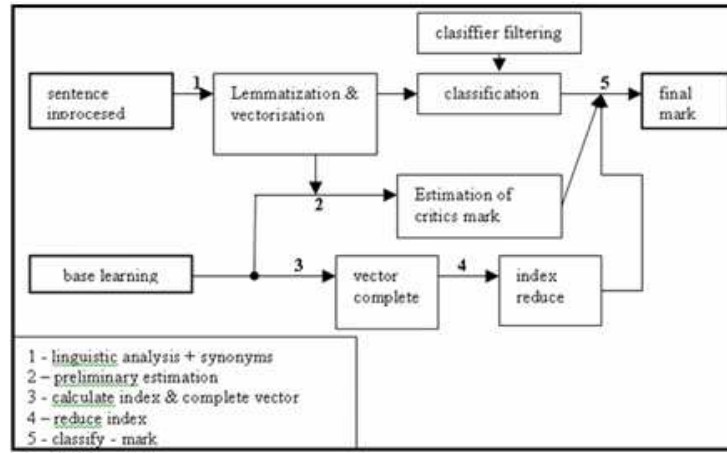 clasiffier filtering
1
5
sentence
inprocesed
Lemmatization &
vectorisation
classification
final
mark
2
Estimation of
critics mark
base learning
3
vector
complete
4
index
reduce
1 - linguistic analysis + synonyms
2 – preliminary estimation
3 - calculate index & complete vector
4 – reduce index
5 - classify - mark